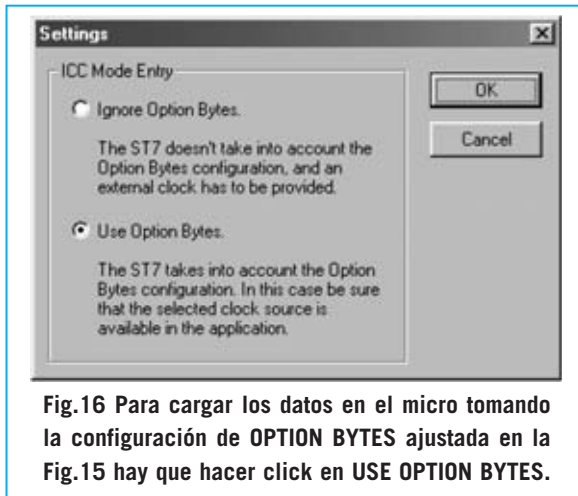 Settings
ICC Mode Entry
Ignore Option Bytes.
The ST7 doesn't take into account the
Option Bytes configuration, and an
external clock has to be provided.
Use Option Bytes.
The ST7 takes into account the Option
Bytes configuration. In this case be sure
that the selected clock source is
available in the application.
OK
Cancel
Fig.16 Para cargar los datos en el micro tomando
la configuración de OPTION BYTES ajustada en la
Fig.15 hay que hacer click en USE OPTION BYTES.